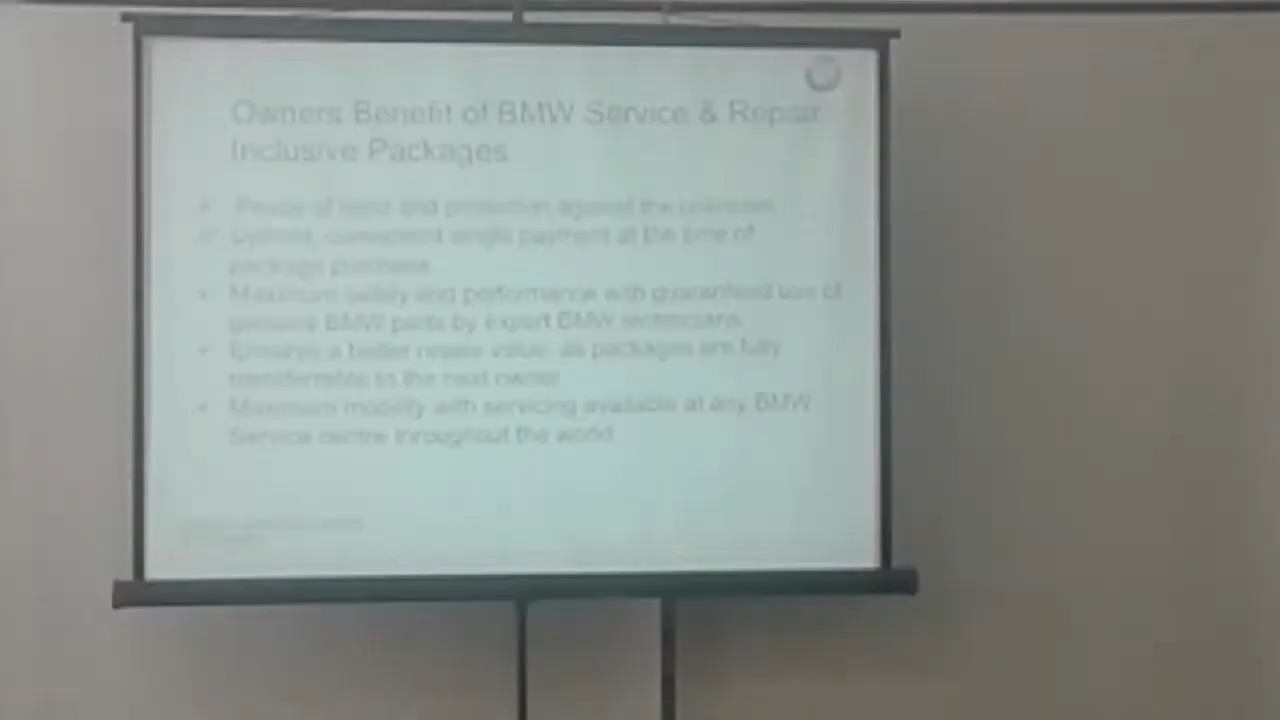 Owners Benefit of BMW Service & Repair
Inclusive Packages
Peace of mind and protection against the unknown
Upfront, convenient single payment at the time of
package purchase
Maximum safety and performance with guaranteed use of
genuine BMW parts by expert BMW technicians.
Ensures a better resale value as packages are fully
transferrable to the next owner
Maximum mobility with servicing available at any BMW
Service centre throughout the world